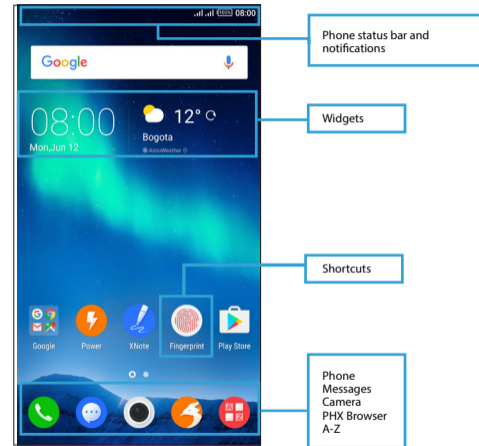 100% 08:00
Phone status bar and
notifications
Google
08:00
12°
Mon,Jun 12
Bogota
AccuWeather
Widgets
Shortcuts
Google Power XNote Fingerprint Play Store
Phone
Messages
Camera
PHX Browser
A-Z